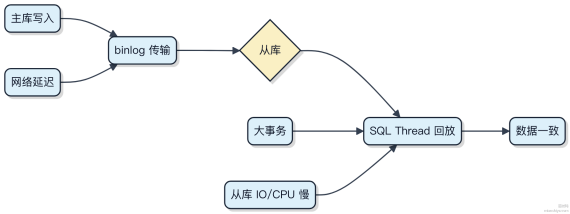 主库写入
binlog 传输
从库
网络延迟
大事务
SQL Thread 回放
数据一致
从库 IO/CPU 慢